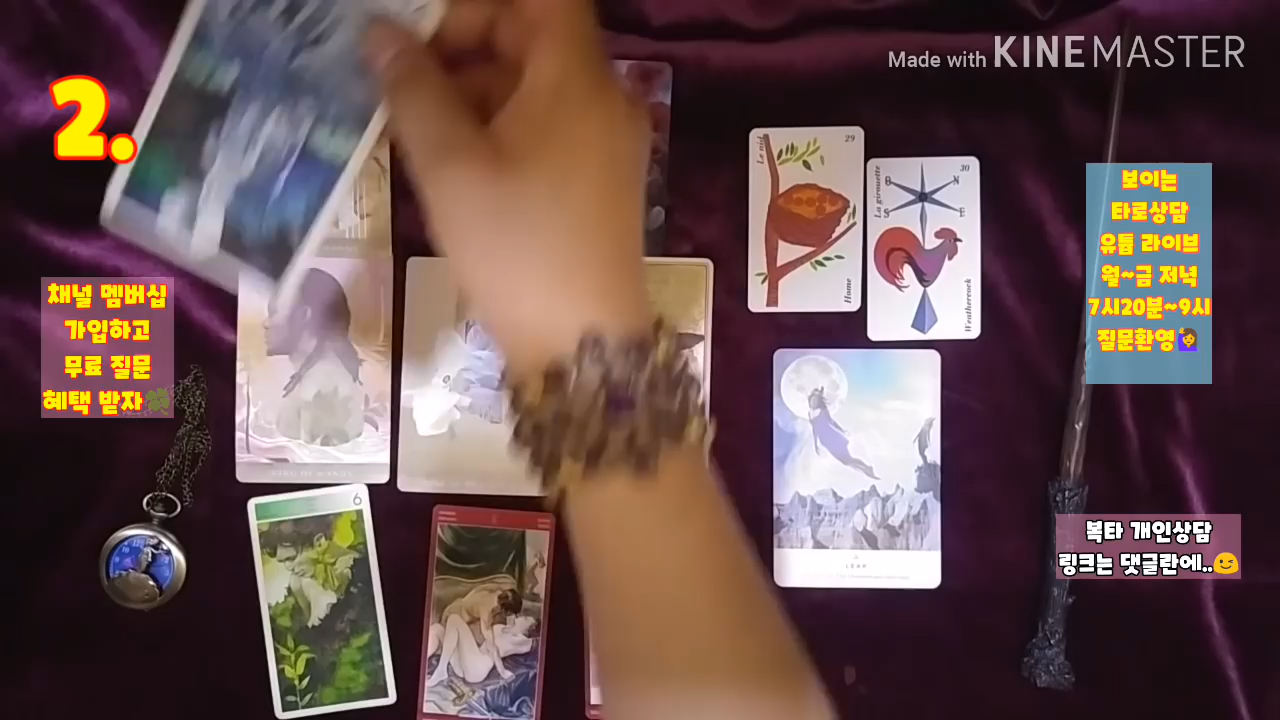 Made with KINEMASTER
2.
보이는
타로상담
유튭 라이브
월~금 저녁
7시20분~9시
질문환영🙋‍♀️
채널 멤버십
가입하고
무료 질문
혜택 받자🍀
복타 개인상담
링크는 댓글란에..😊
29
Le nid
Home
30
La girouette
N
S
E
Weathercock
6
LEAP